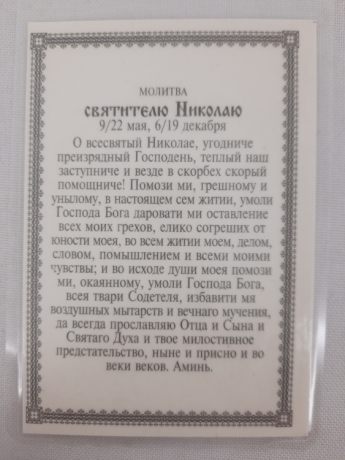 МОЛИТВА
СВЯТИТЕЛЮ НИКОЛАЮ
9/22 мая, 6/19 декабря
О всесвятый Николае, угодниче
преизрядный Господень, теплый наш
заступниче и везде в скорбех скорый
помощниче! Помози ми, грешному и
унылому, в настоящем сем житии, умоли
Господа Бога даровати ми оставление
всех моих грехов, елико согреших от
юности моея, во всем житии моем, делом,
словом, помышлением и всеми моими
чувствы; и во исходе души моея помози
ми, окаянному, умоли Господа Бога,
всея твари Содетеля, избавити мя
воздушных мытарств и вечнаго мучения,
да всегда прославляю Отца и Сына и
Святаго Духа и твое милостивное
предстательство, ныне и присно и во
веки веков. Аминь.